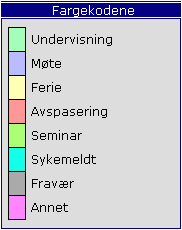 Fargekodene
Undervisning
Møte
Ferie
Avspasering
Seminar
Sykemeldt
Fravær
Annet